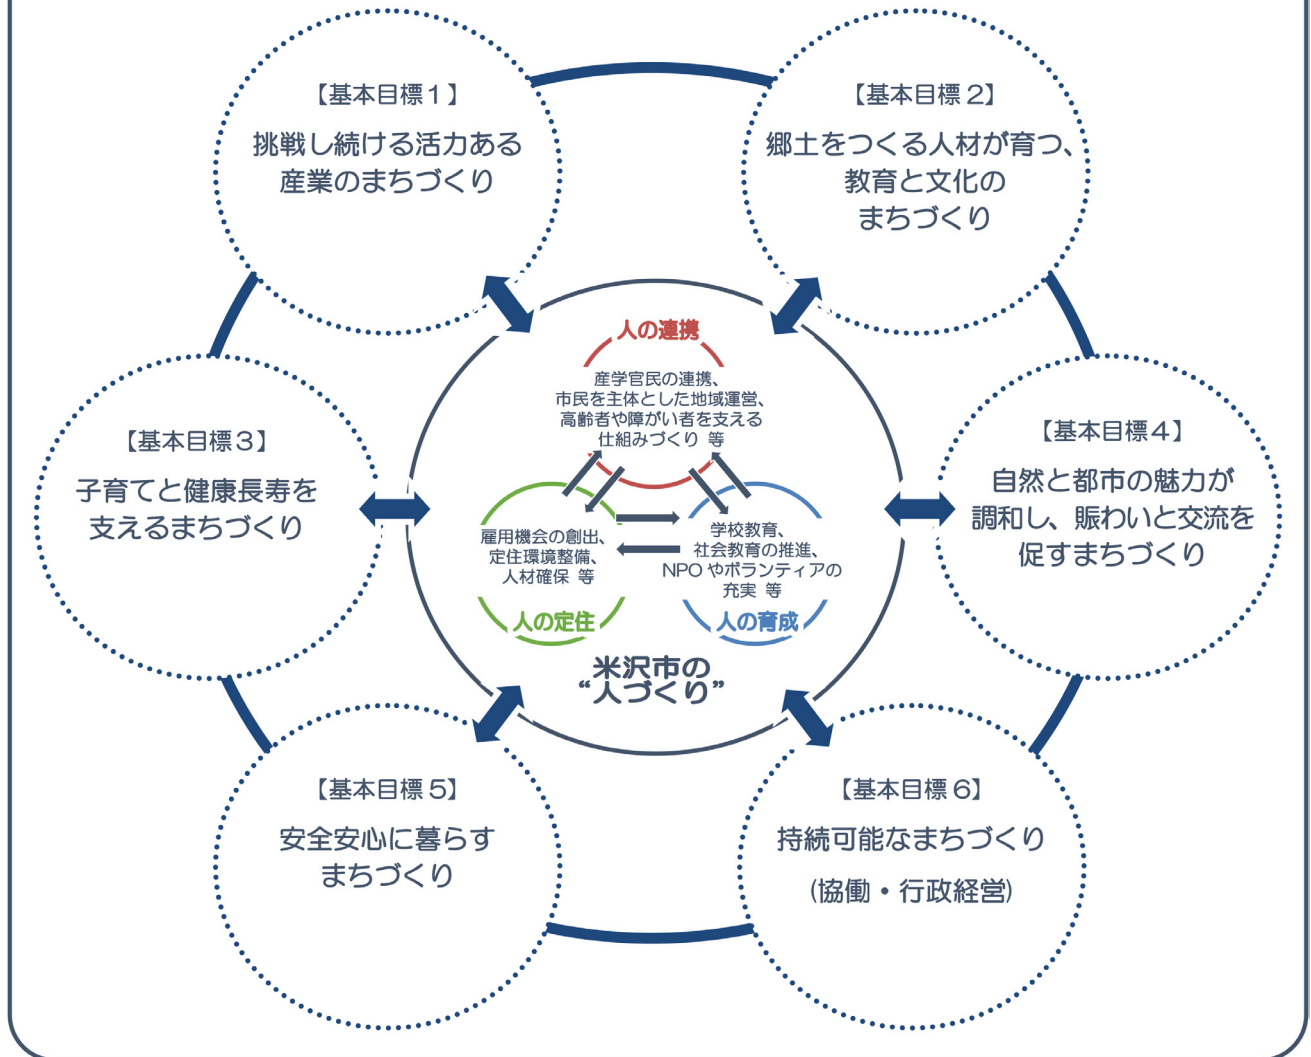 【基本目標1】
挑戦し続ける活力ある
産業のまちづくり
【基本目標2】
郷土をつくる人材が育つ、
教育と文化の
まちづくり
【基本目標3】
子育てと健康長寿を
支えるまちづくり
人の連携
産学官民の連携、
市民を主体とした地域運営、
高齢者や障がい者を支える
仕組みづくり 等
雇用機会の創出、
定住環境整備、
人材確保 等
人の定住
学校教育、
社会教育の推進、
NPOやボランティアの
充実 等
人の育成
米沢市の
“人づくり”
【基本目標4】
自然と都市の魅力が
調和し、賑わいと交流を
促すまちづくり
【基本目標5】
安全安心に暮らす
まちづくり
【基本目標6】
持続可能なまちづくり
(協働・行政経営)